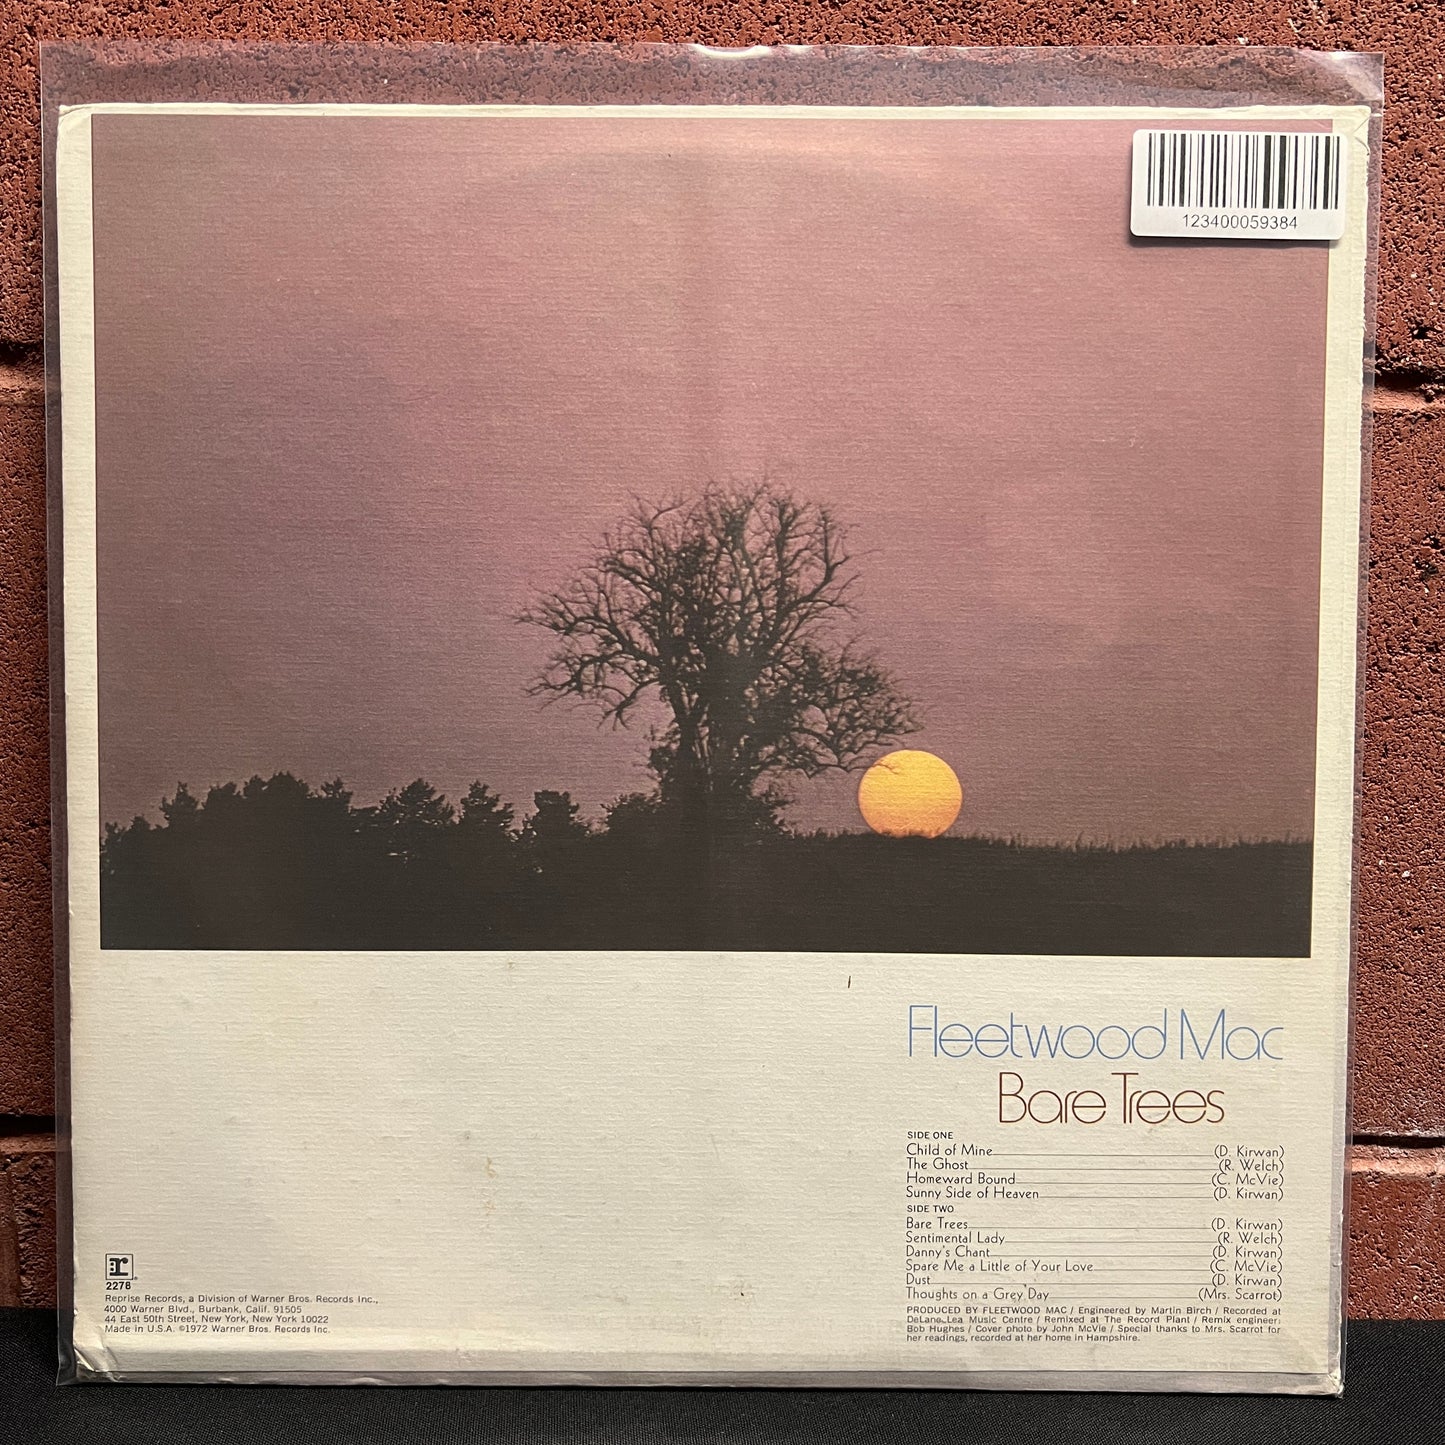 123400059384
Fleetwood Mac
Bare Trees
SIDE ONE
Child of Mine (D. Kirwan)
The Ghost (R. Welch)
Homeward Bound (C. McVie)
Sunny Side of Heaven (D. Kirwan)
SIDE TWO
Bare Trees (D. Kirwan)
Sentimental Lady (R. Welch)
Danny's Chant (D. Kirwan)
Spare Me a Little of Your Love (C. McVie)
Dust (D. Kirwan)
Thoughts on a Grey Day (Mrs. Scarrot)
PRODUCED BY FLEETWOOD MAC / Engineered by Martin Birch / Recorded at
DeLane Lea Music Centre / Remixed at The Record Plant / Remix engineer:
Bob Hughes / Cover photo by John McVie / Special thanks to Mrs. Scarrot for
her readings, recorded at her home in Hampshire.
r
2278
Reprise Records, a Division of Warner Bros. Records Inc.,
4000 Warner Blvd., Burbank, Calif. 91505
44 East 50th Street, New York, New York 10022
Made in U.S.A. ©1972 Warner Bros. Records Inc.